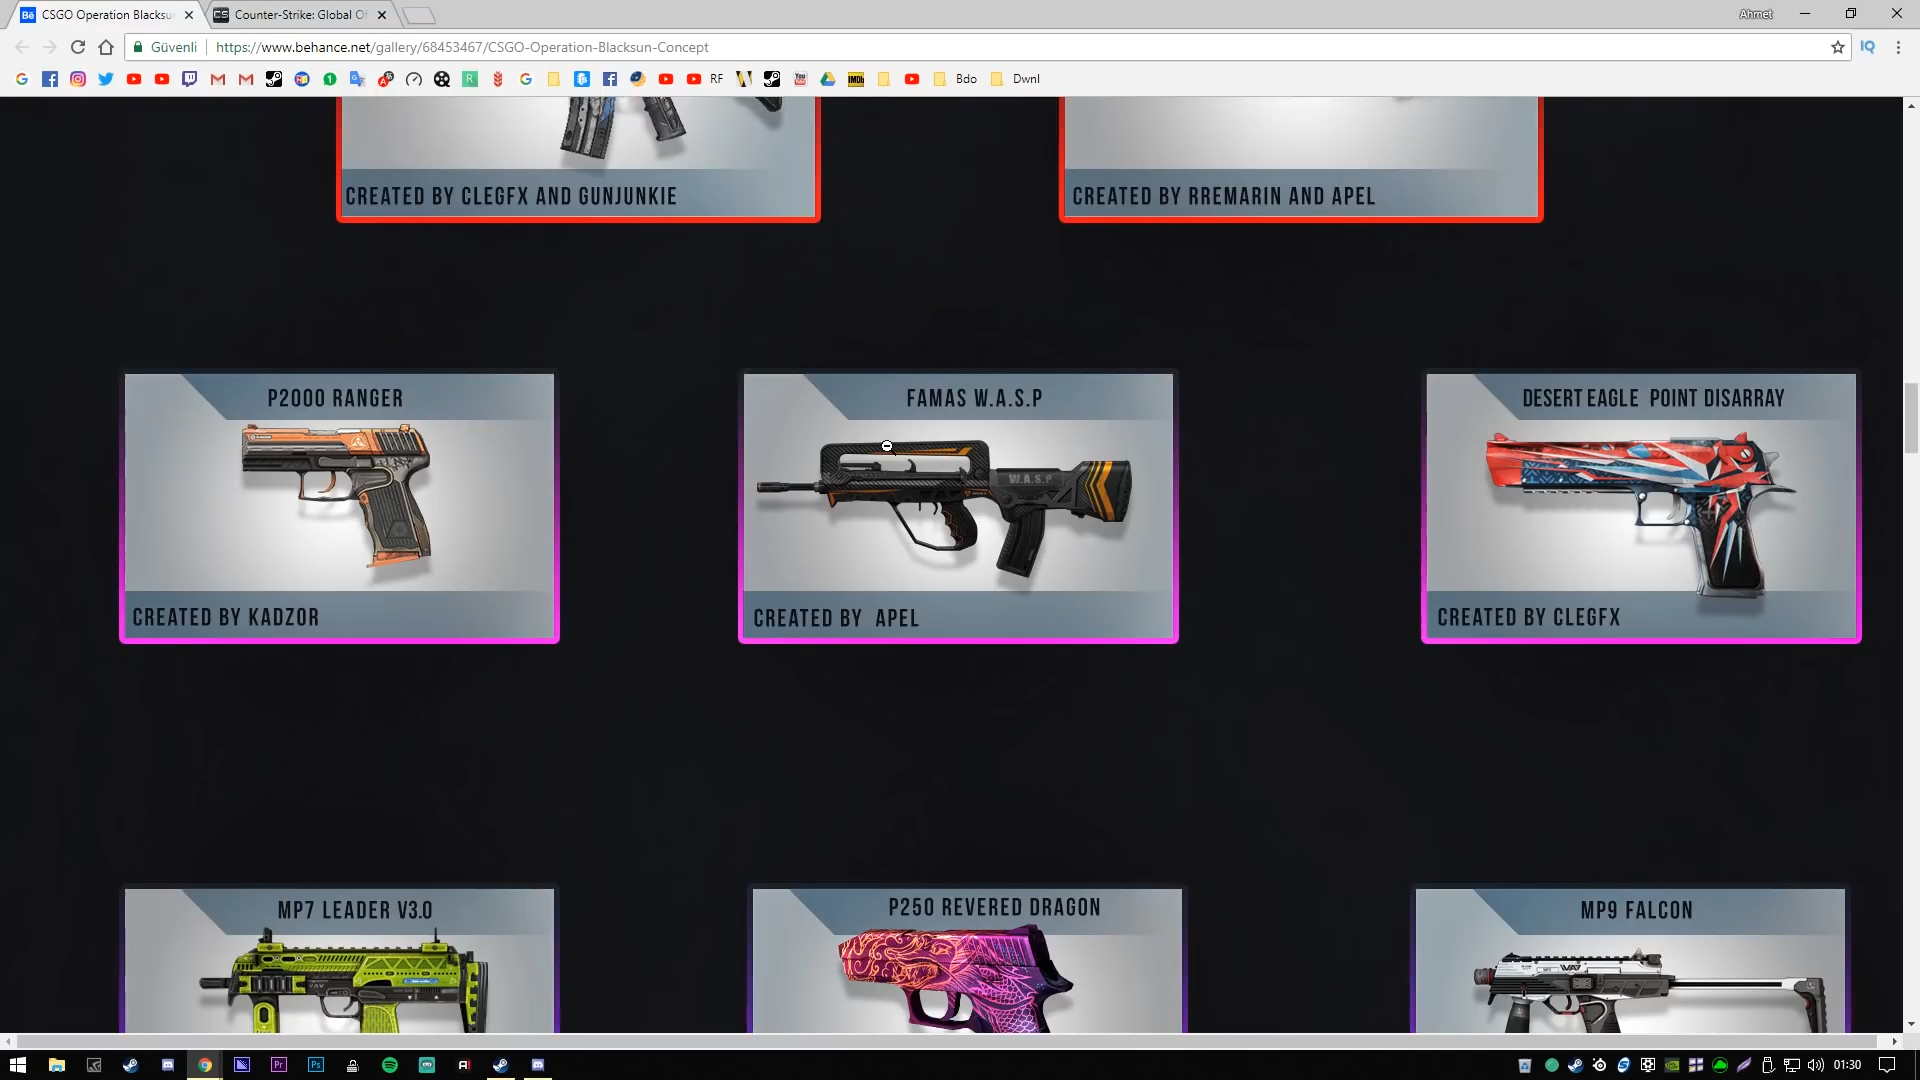 CSGO Operation Blacksu
Counter-Strike: Global Of
Ahmet
Güvenli
https://www.behance.net/gallery/68453467/CSGO-Operation-Blacksun-Concept
RF
Bdo
Dwnl
CREATED BY CLEGFX AND GUNJUNKIE
CREATED BY RREMARIN AND APEL
P2000 RANGER
FAMAS W.A.S.P
DESERT EAGLE POINT DISARRAY
W.A.S.P
CREATED BY KADZOR
CREATED BY APEL
CREATED BY CLEGFX
MP7 LEADER V3.0
P250 REVERED DRAGON
MP9 FALCON
01:30